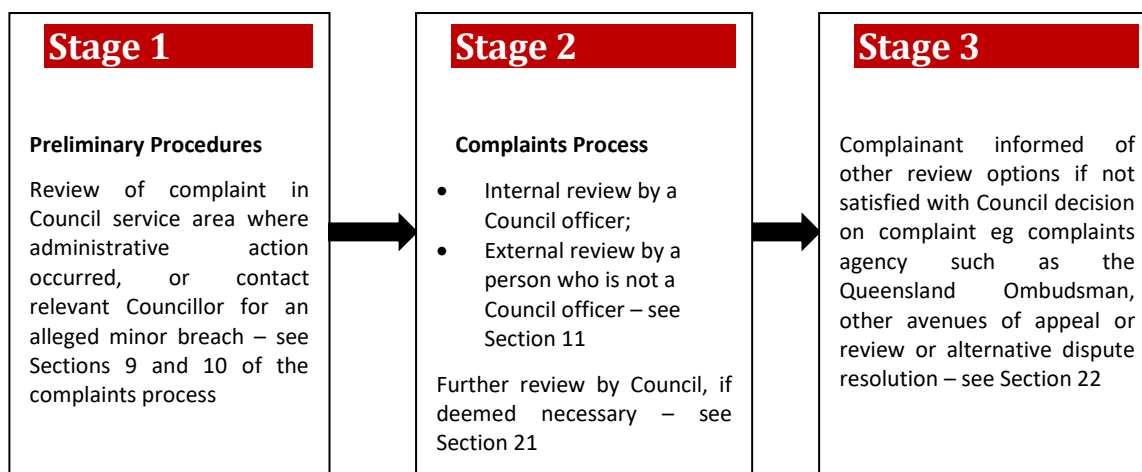 Stage 1
Preliminary Procedures
Review of complaint in
Council service area where
administrative action
occurred, or contact
relevant Councillor for an
alleged minor breach – see
Sections 9 and 10 of the
complaints process
Stage 2
Complaints Process
• Internal review by a
Council officer;
• External review by a
person who is not a
Council officer – see
Section 11
Further review by Council, if
deemed necessary – see
Section 21
Stage 3
Complainant informed of
other review options if not
satisfied with Council decision
on complaint eg complaints
agency such as the
Queensland Ombudsman,
other avenues of appeal or
review or alternative dispute
resolution – see Section 22